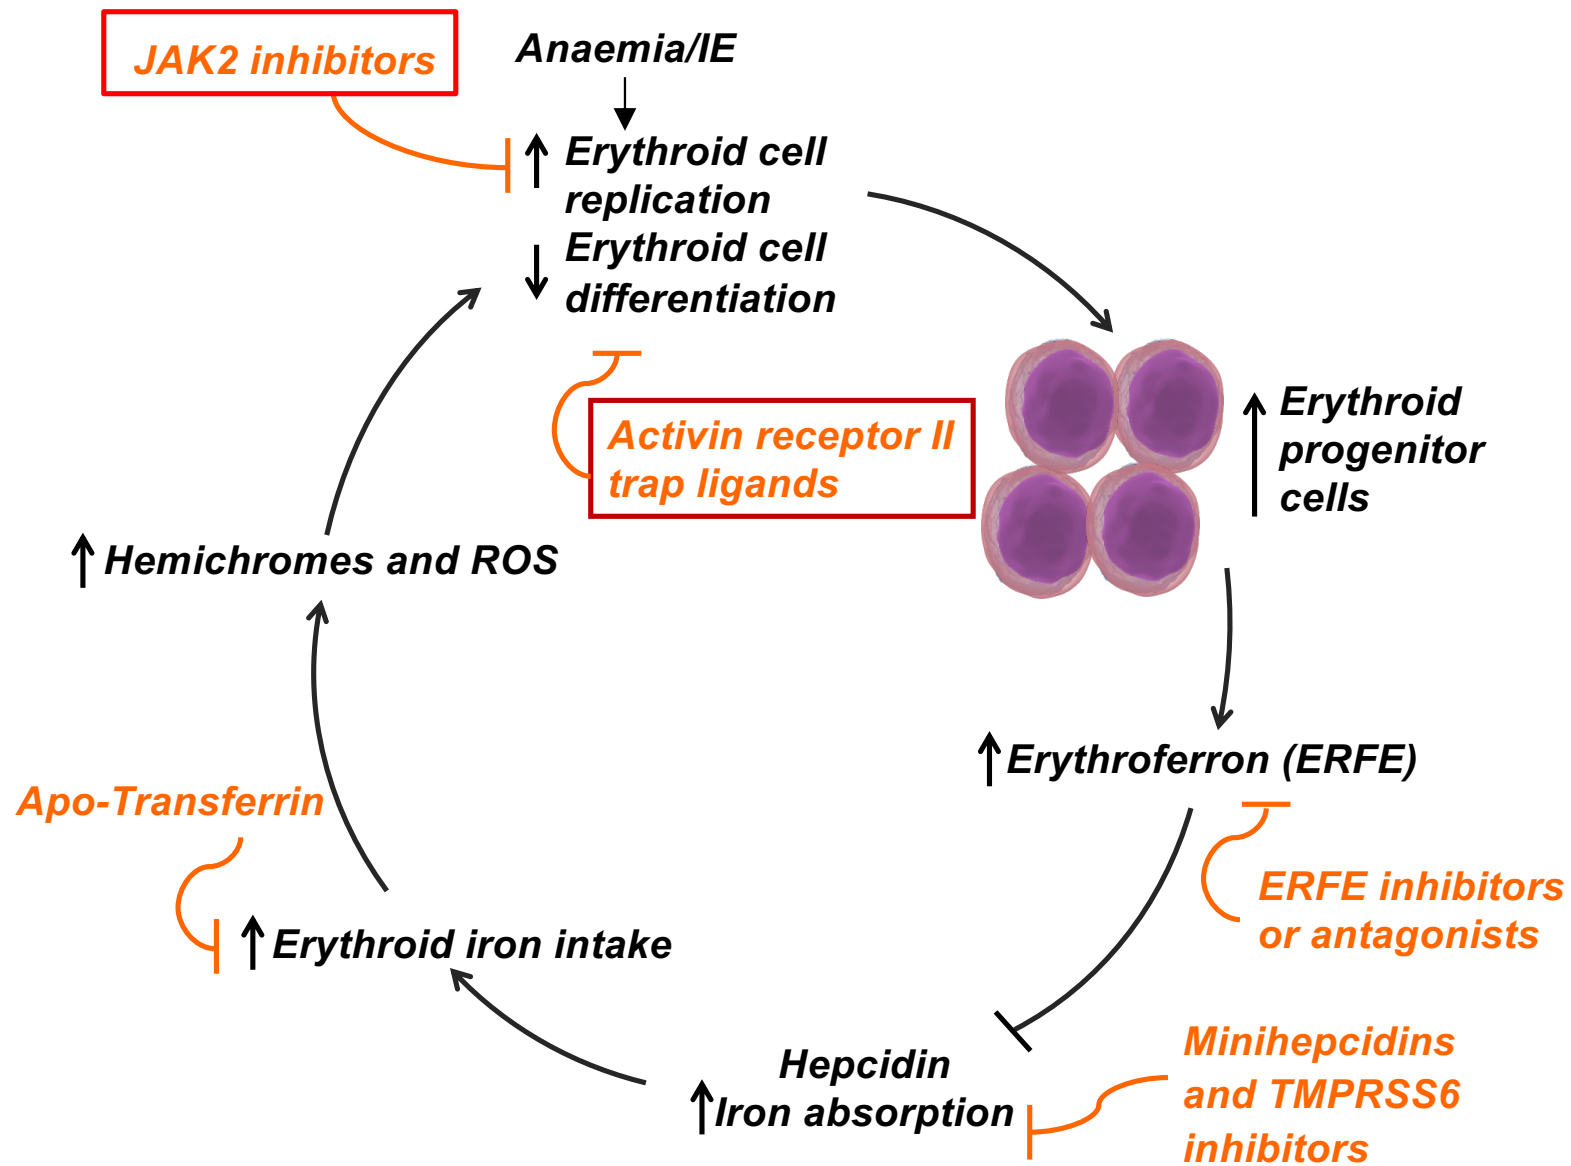 JAK2 inhibitors
Anaemia/IE
Erythroid cell
replication
Erythroid cell
differentiation
Activin receptor II
trap ligands
Erythroid
progenitor
cells
Hemichromes and ROS
Erythroferron (ERFE)
Apo-Transferrin
ERFE inhibitors
or antagonists
Erythroid iron intake
Hepcidin
Iron absorption
Minihepcidins
and TMPRSS6
inhibitors